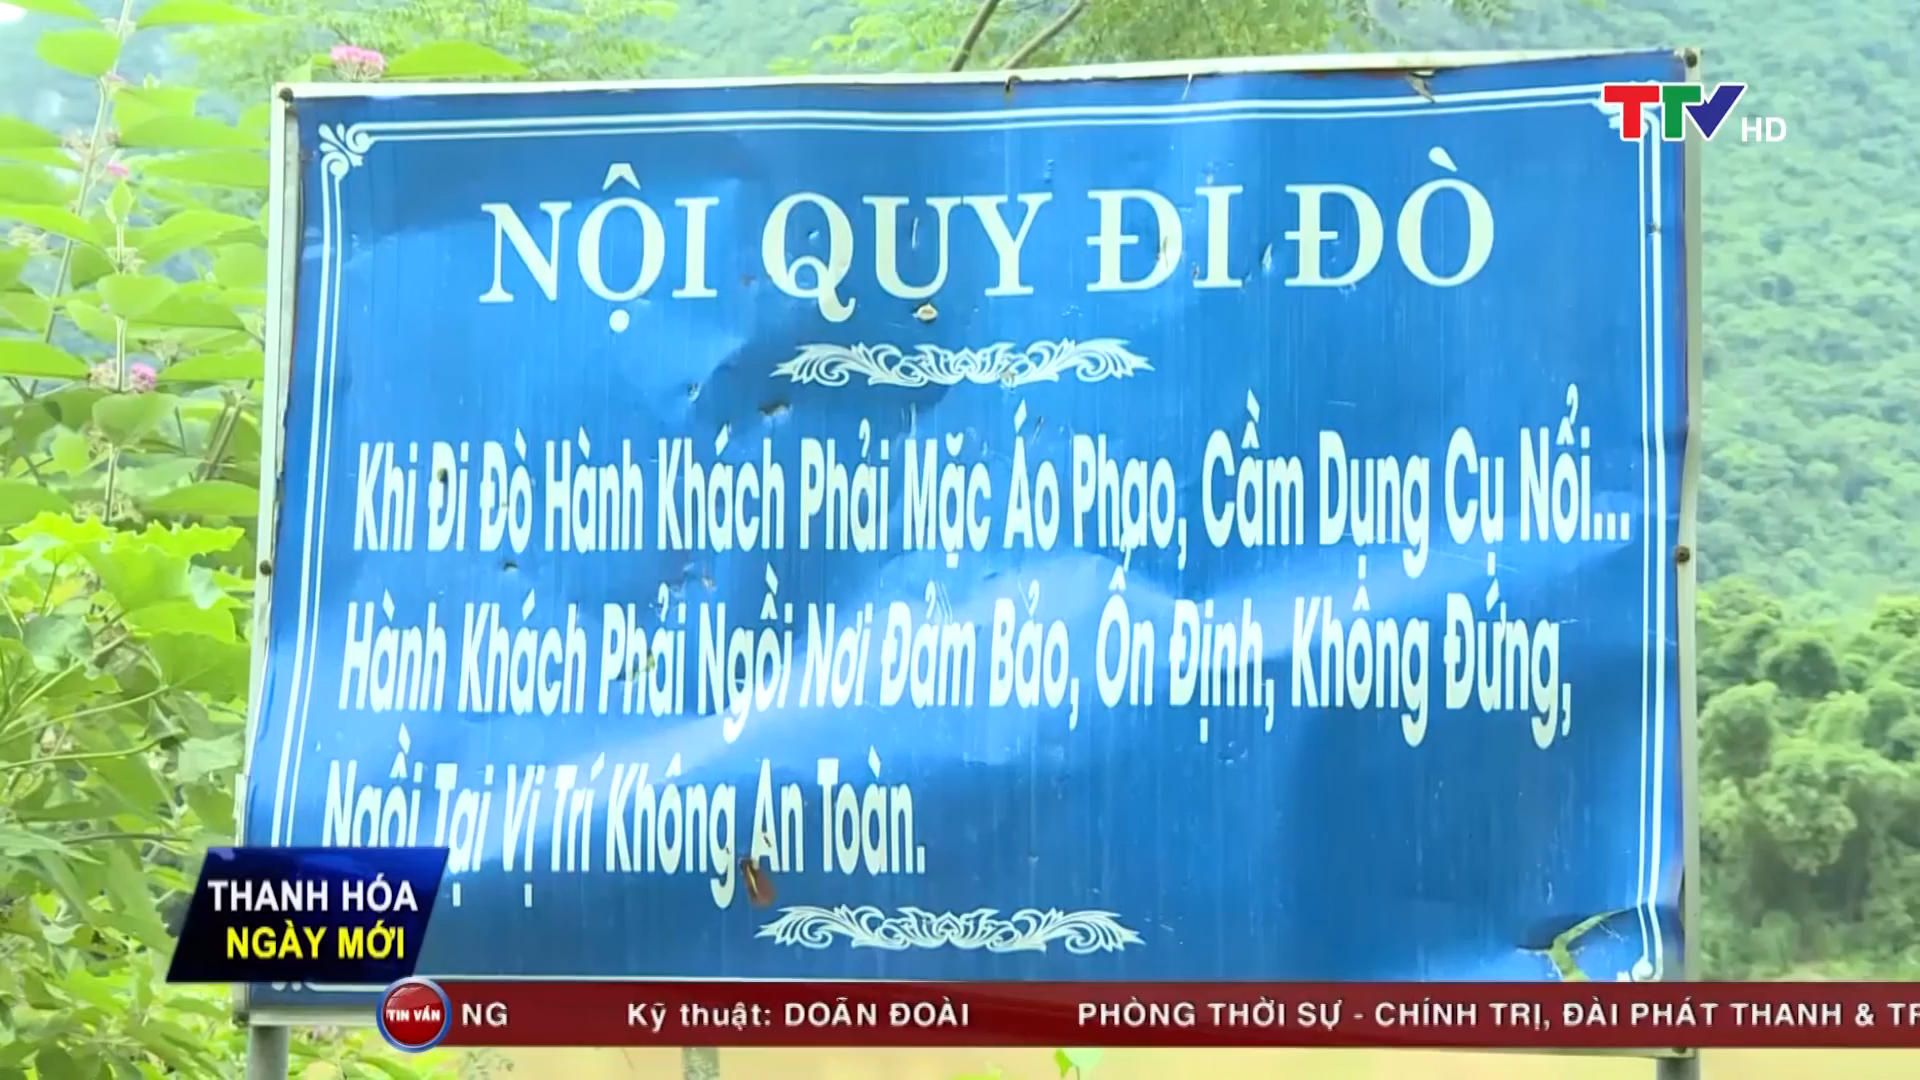 TTV HD
NỘI QUY ĐI ĐÒ
Khi Đi Đò Hành Khách Phải Mặc Áo Phao, Cầm Dụng Cụ Nổi...
Hành Khách Phải Ngồi Nơi Đảm Bảo, Ổn Định, Không Đứng,
Ngồi Tại Vị Trí Không An Toàn.
THANH HÓA
NGÀY MỚI
TIN VẮN NG Kỹ thuật: DOÃN ĐOÀI PHÒNG THỜI SỰ - CHÍNH TRỊ, ĐÀI PHÁT THANH & TR